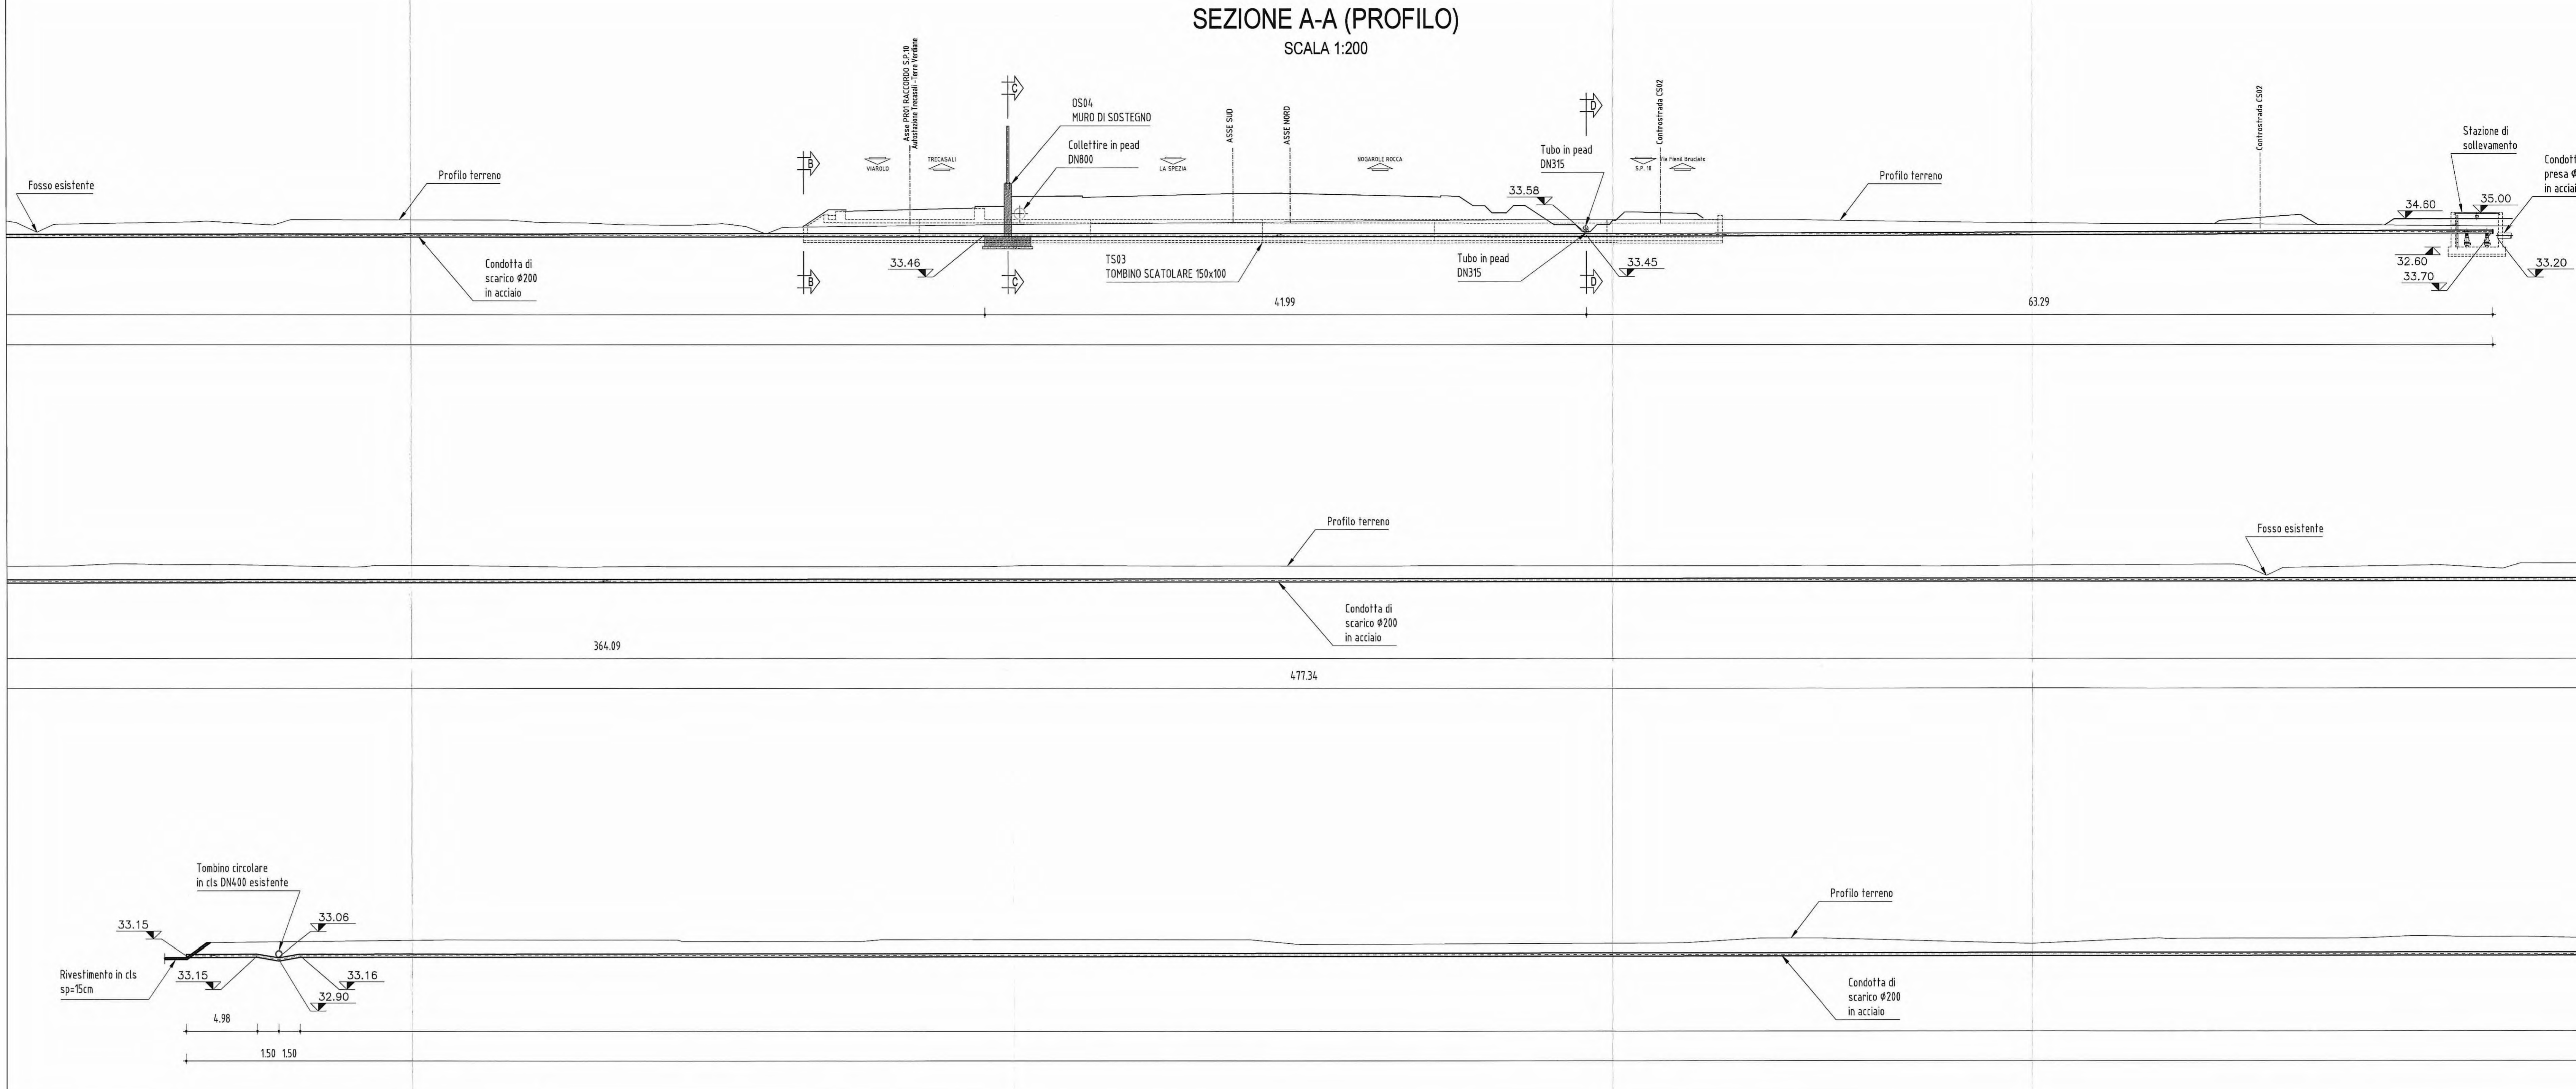 SEZIONE A-A (PROFILO)
SCALA 1:200
Fosso esistente
Profilo terreno
Condotta di
scarico Φ200
in acciaio
B
B
VIAROLO
Asse PR01 RACCORDO S.P.10
Autostazione Trecasali -Terre Verdiane
TRECASALI
C
C
OS04
MURO DI SOSTEGNO
Collettire in pead
DN800
33.46
TS03
TOMBINO SCATOLARE 150x100
LA SPEZIA
ASSE SUD
ASSE NORD
NOGAROLE ROCCA
33.58
Tubo in pead
DN315
D
D
Tubo in pead
DN315
33.45
S.P. 10
Controstrada CS02
Via Fienil Bruciato
Profilo terreno
Controstrada CS02
Stazione di
sollevamento
34.60
35.00
32.60
33.70
33.20
Condott
presa Φ
in acciai
41.99
63.29
Profilo terreno
Fosso esistente
Condotta di
scarico Φ200
in acciaio
364.09
477.34
Tombino circolare
in cls DN400 esistente
33.15
33.06
Profilo terreno
Rivestimento in cls
sp=15cm
33.15
33.16
32.90
Condotta di
scarico Φ200
in acciaio
4.98
1.50 1.50